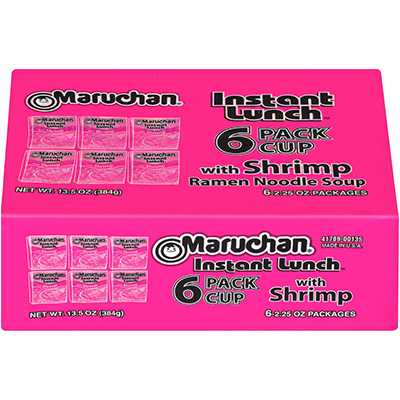 Maruchan
Instant Lunch™
6 PACK CUP
with Shrimp
Ramen Noodle Soup
NET WT. 13.5 OZ (384g)
6-2.25 OZ PACKAGES
Maruchan
41789-00135
MADE IN U.S.A.
Instant Lunch™
6 PACK CUP
with Shrimp
NET WT. 13.5 OZ (384g)
6-2.25 OZ PACKAGES